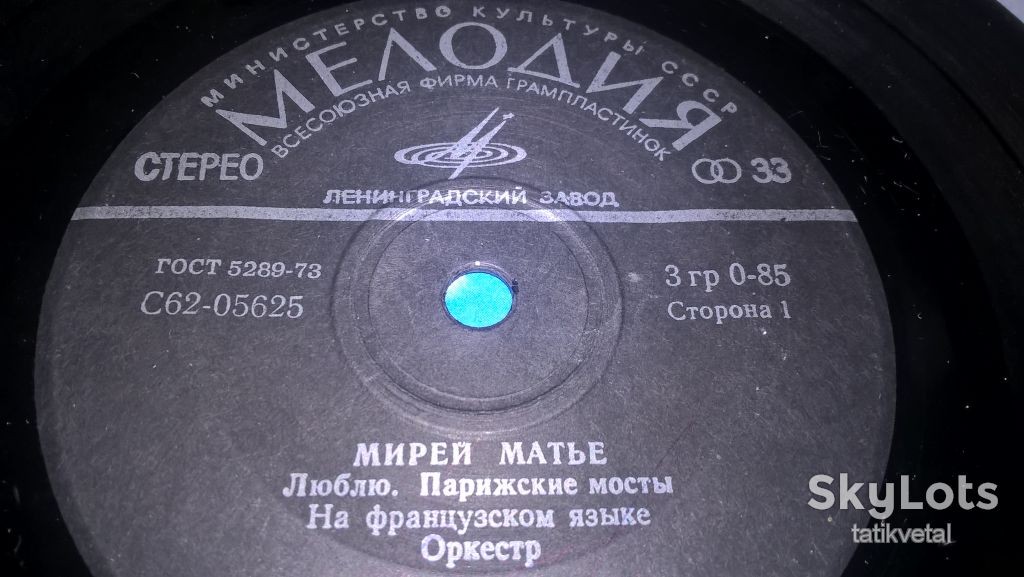 МИНИСТЕРСТВО КУЛЬТУРЫ СССР
МЕЛОДИЯ
ВСЕСОЮЗНАЯ ФИРМА ГРАМПЛАСТИНОК
СТЕРЕО
33
ЛЕНИНГРАДСКИЙ ЗАВОД
ГОСТ 5289-73
3 гр 0-85
С62-05625
Сторона 1
МИРЕЙ МАТЬЕ
Люблю. Парижские мосты
На французском языке
Оркестр
SkyLots
tatikvetal